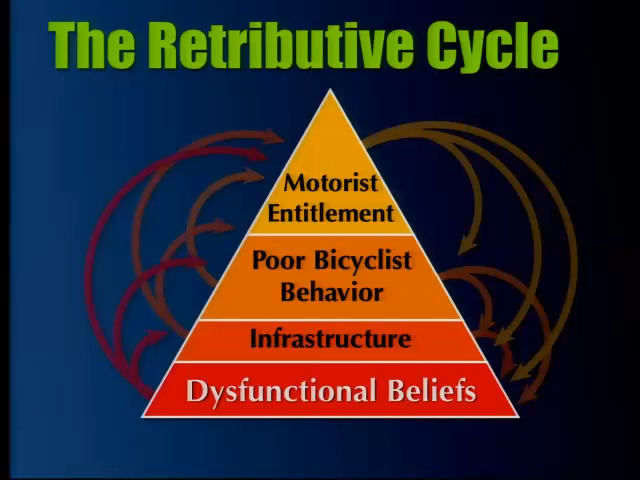 The Retributive Cycle
Motorist
Entitlement
Poor Bicyclist
Behavior
Infrastructure
Dysfunctional Beliefs